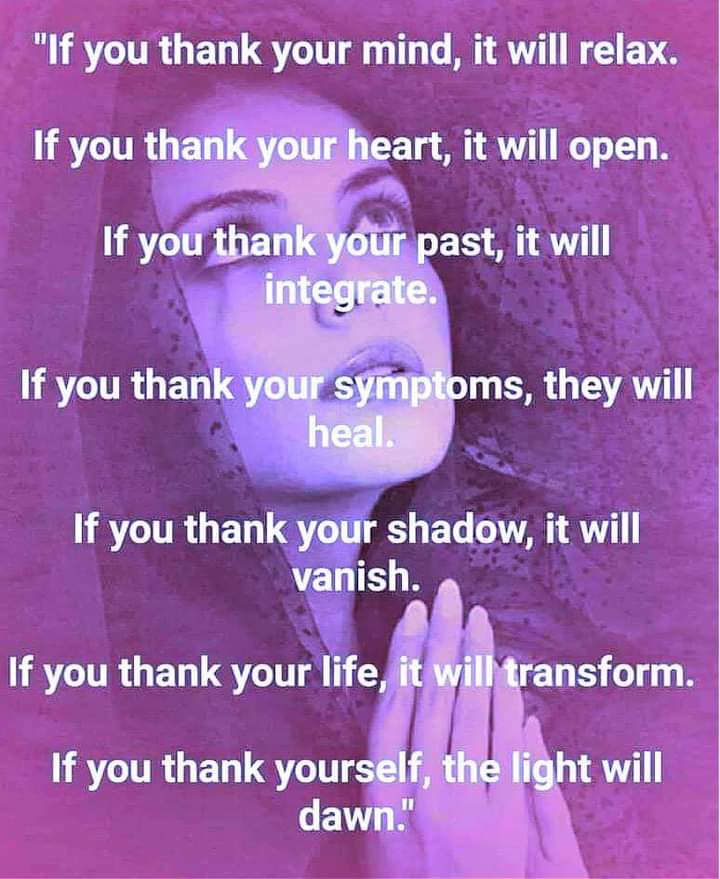 "If you thank your mind, it will relax.
If you thank your heart, it will open.
If you thank your past, it will
integrate.
If you thank your symptoms, they will
heal.
If you thank your shadow, it will
vanish.
If you thank your life, it will transform.
If you thank yourself, the light will
dawn."